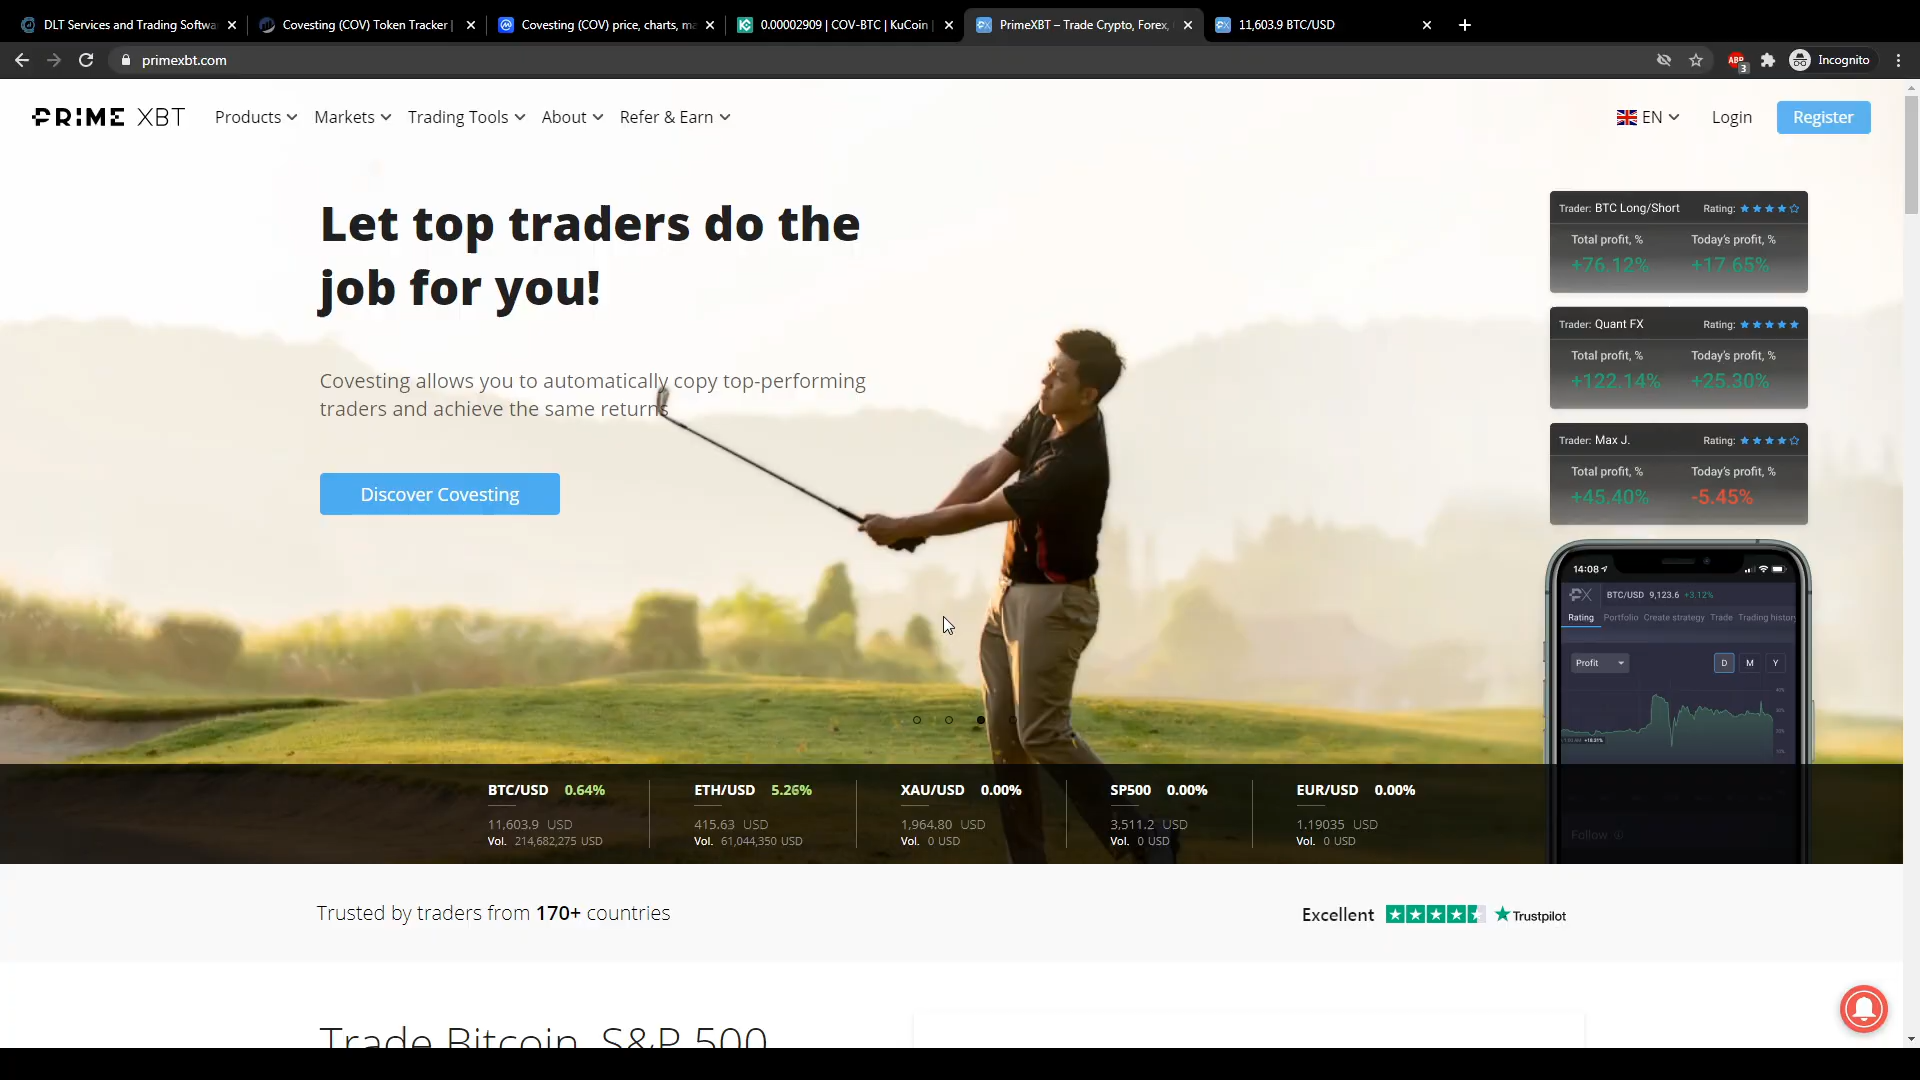 DLT Services and Trading Softwa
Covesting (COV) Token Tracker |
Covesting (COV) price, charts, ma
0.00002909 | COV-BTC | KuCoin |
PrimeXBT – Trade Crypto, Forex,
11,603.9 BTC/USD
primexbt.com
ABP
3
Incognito
PRIME XBT
Products
Markets
Trading Tools
About
Refer & Earn
EN
Login
Register
Let top traders do the
job for you!
Covesting allows you to automatically copy top-performing
traders and achieve the same returns
Discover Covesting
Trader: BTC Long/Short Rating:
Total profit, % Today's profit, %
+76.12% +17.65%
Trader: Quant FX Rating:
Total profit, % Today's profit, %
+122.14% +25.30%
Trader: Max J. Rating:
Total profit, % Today's profit, %
+45.40% -5.45%
14:08
BTC/USD 9,123.6 +3.12%
Rating Portfolio Create strategy Trade Trading history
Profit D M Y
Follow
BTC/USD 0.64%
11,603.9 USD
Vol. 214,682,275 USD
ETH/USD 5.26%
415.63 USD
Vol. 61,044,350 USD
XAU/USD 0.00%
1,964.80 USD
Vol. 0 USD
SP500 0.00%
3,511.2 USD
Vol. 0 USD
EUR/USD 0.00%
1.19035 USD
Vol. 0 USD
Trusted by traders from 170+ countries
Excellent Trustpilot
Trade Bitcoin, S&P 500